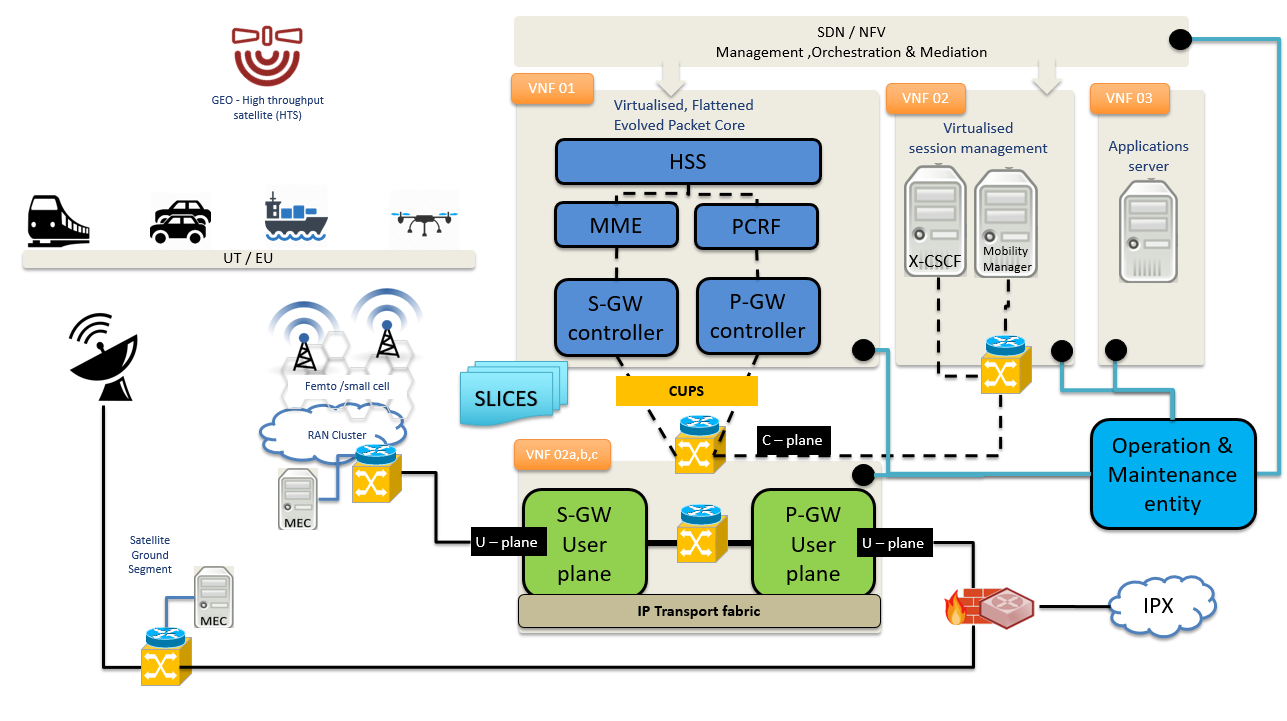 SDN / NFV
Management ,Orchestration & Mediation
GEO - High throughput
satellite (HTS)
VNF 01
VNF 02
VNF 03
Virtualised, Flattened
Evolved Packet Core
Virtualised
session management
Applications
server
HSS
MME
PCRF
X-CSCF
Mobility
Manager
UT / EU
S-GW
controller
P-GW
controller
Femto /small cell
SLICES
CUPS
RAN Cluster
C – plane
VNF 02a,b,c
Operation &
Maintenance
entity
MEC
S-GW
User
plane
P-GW
User
plane
U – plane
U – plane
Satellite
Ground
Segment
MEC
IP Transport fabric
IPX